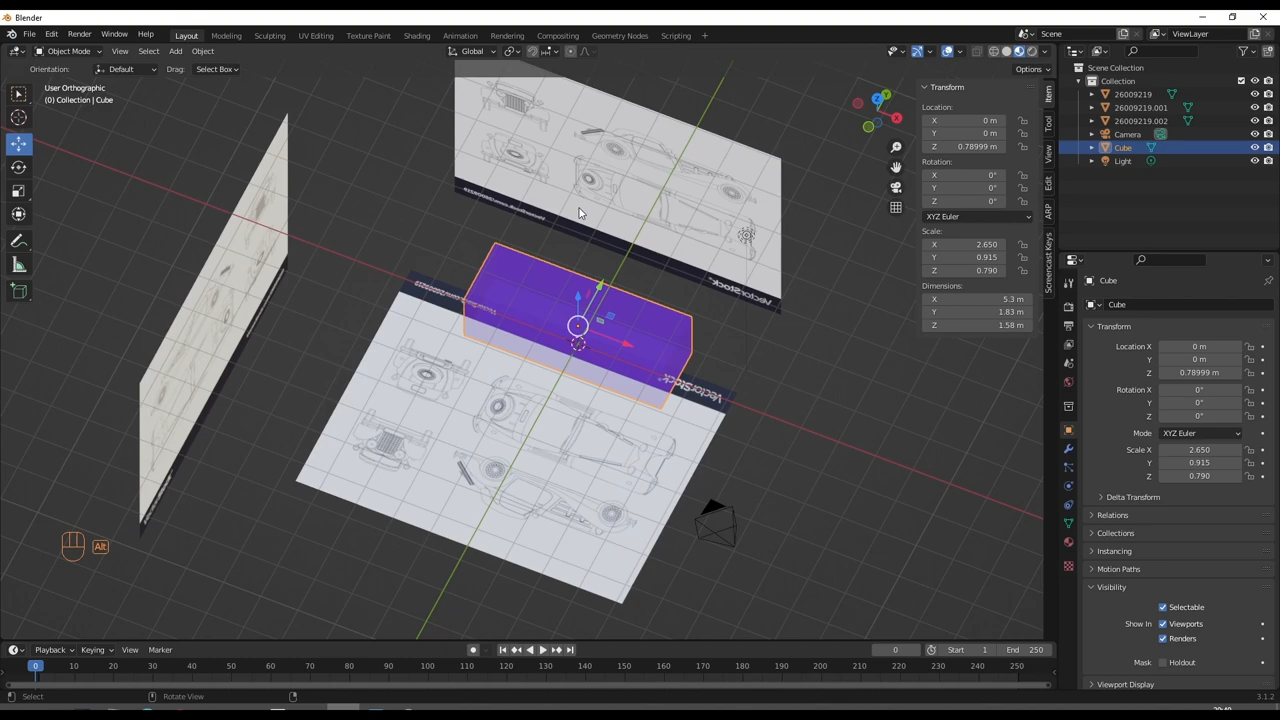 Blender
File Edit Render Window Help Layout Modeling Sculpting UV Editing Texture Paint Shading Animation Rendering Compositing Geometry Nodes Scripting Scene ViewLayer
Object Mode View Select Add Object Global
Orientation: Default Drag: Select Box Options
User Orthographic
(0) Collection | Cube
Transform
Location:
X 0 m
Y 0 m
Z 0.78999 m
Rotation:
X 0°
Y 0°
Z 0°
XYZ Euler
Scale:
X 2.650
Y 0.915
Z 0.790
Dimensions:
X 5.3 m
Y 1.83 m
Z 1.58 m
Item
Tool
View
Edit
ARP
Screencast Keys
X
Y
Z
VectorStock®
VectorStock®
Alt
Scene Collection
Collection
26009219
26009219.001
26009219.002
Camera
Cube
Light
Cube
Cube
Transform
Location X 0 m
Y 0 m
Z 0.78999 m
Rotation X 0°
Y 0°
Z 0°
Mode XYZ Euler
Scale X 2.650
Y 0.915
Z 0.790
Delta Transform
Relations
Collections
Instancing
Motion Paths
Visibility
Selectable
Show In Viewports
Renders
Mask Holdout
Viewport Display
Playback Keying View Marker 0 Start 1 End 250
0 10 20 30 40 50 60 70 80 90 100 110 120 130 140 150 160 170 180 190 200 210 220 230 240 250
Select Rotate View 3.1.2